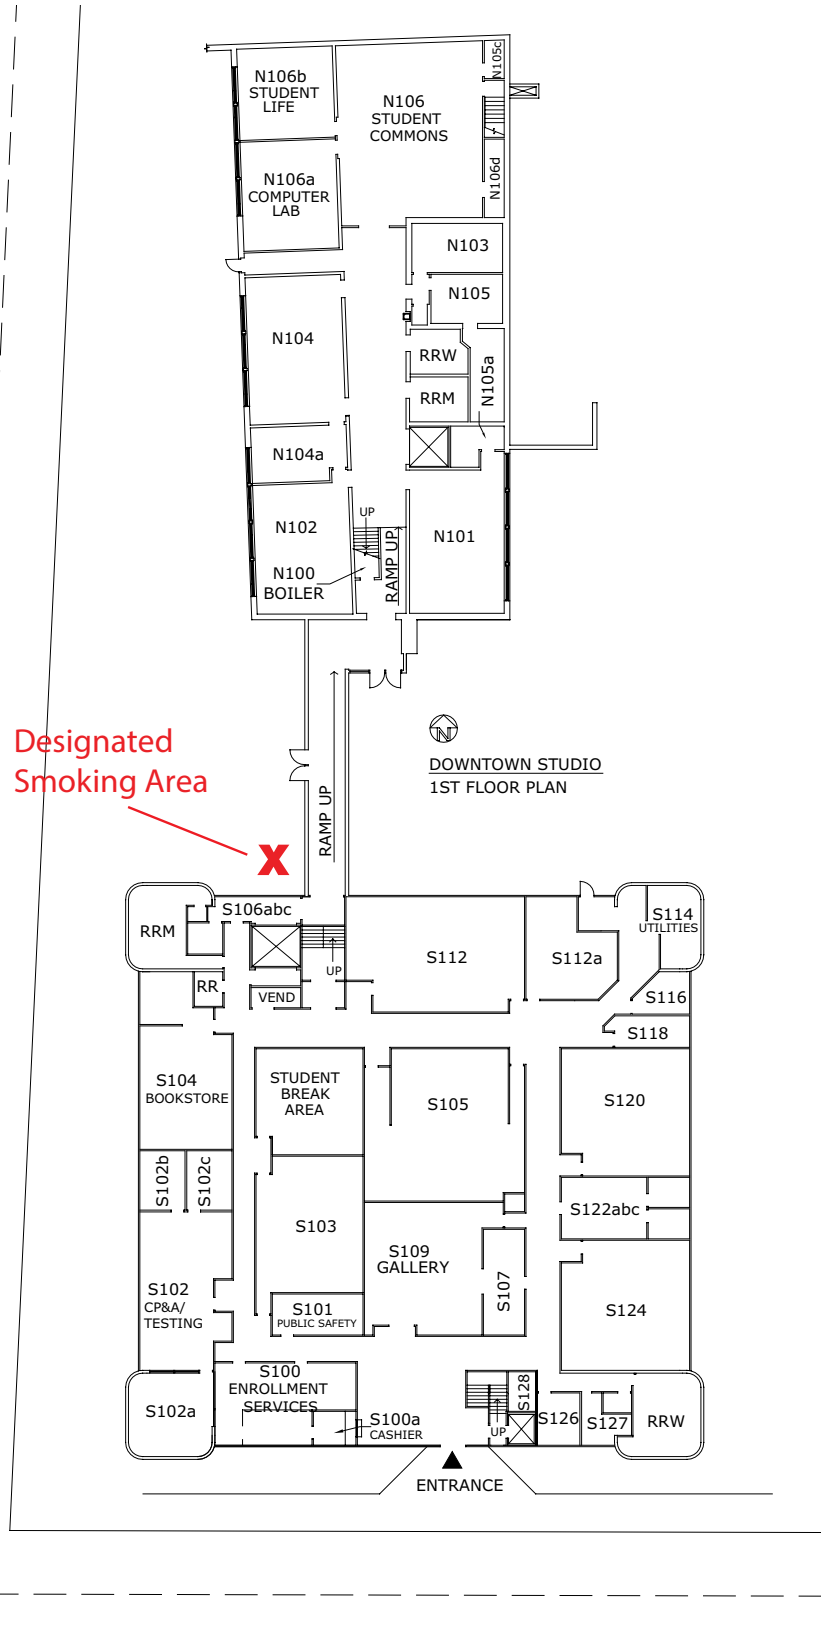 N106b
STUDENT
LIFE
N106
STUDENT
COMMONS
N105c
N106a
COMPUTER
LAB
N106d
N103
N105
N104
RRW
N105a
RRM
N104a
UP
N102
N101
RAMP UP
N100
BOILER
Designated
Smoking Area
N
DOWNTOWN STUDIO
1ST FLOOR PLAN
RAMP UP
X
S106abc
RRM
S114
UTILITIES
S112
S112a
UP
RR
VEND
S116
S118
S104
BOOKSTORE
STUDENT
BREAK
AREA
S105
S120
S102b
S102c
S122abc
S103
S109
GALLERY
S107
S102
CP&A/
TESTING
S101
PUBLIC SAFETY
S124
S100
ENROLLMENT
SERVICES
S102a
S100a
CASHIER
S128
UP
S126
S127
RRW
ENTRANCE